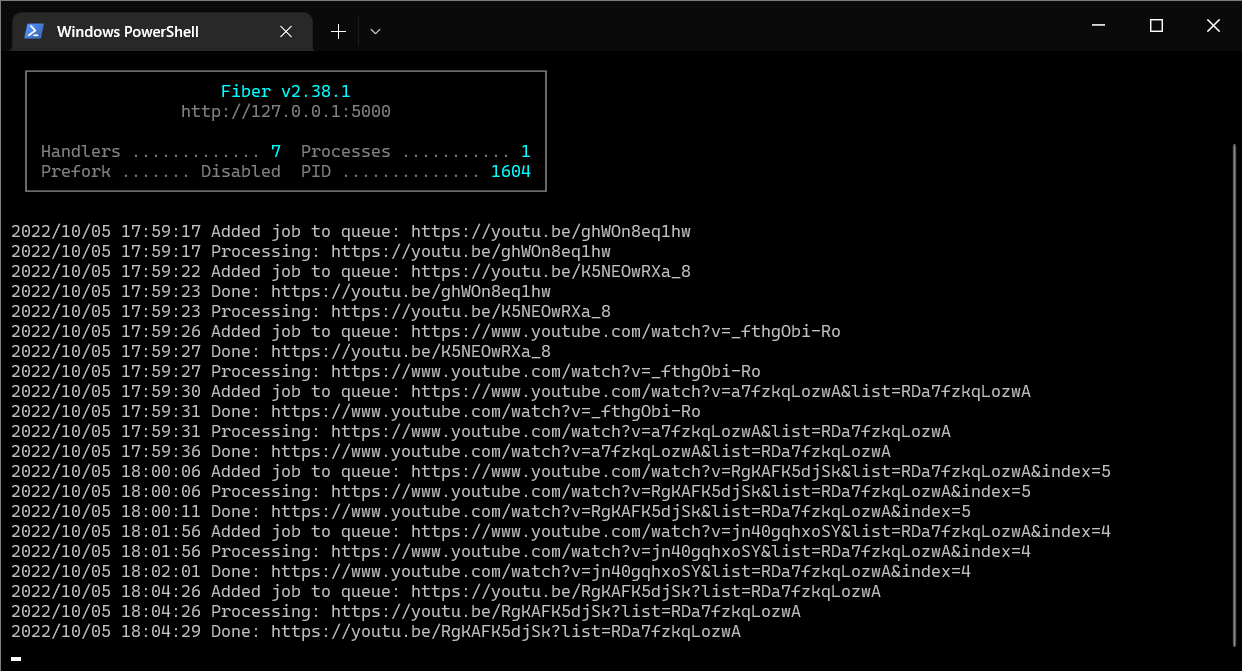 Windows PowerShell
Fiber v2.38.1
http://127.0.0.1:5000
Handlers ............. 7  Processes ........... 1
Prefork ....... Disabled  PID .............. 1604
2022/10/05 17:59:17 Added job to queue: https://youtu.be/ghWOn8eq1hw
2022/10/05 17:59:17 Processing: https://youtu.be/ghWOn8eq1hw
2022/10/05 17:59:22 Added job to queue: https://youtu.be/K5NEOwRXa_8
2022/10/05 17:59:23 Done: https://youtu.be/ghWOn8eq1hw
2022/10/05 17:59:23 Processing: https://youtu.be/K5NEOwRXa_8
2022/10/05 17:59:26 Added job to queue: https://www.youtube.com/watch?v=_fthgObi-Ro
2022/10/05 17:59:27 Done: https://youtu.be/K5NEOwRXa_8
2022/10/05 17:59:27 Processing: https://www.youtube.com/watch?v=_fthgObi-Ro
2022/10/05 17:59:30 Added job to queue: https://www.youtube.com/watch?v=a7fzkqLozwA&list=RDa7fzkqLozwA
2022/10/05 17:59:31 Done: https://www.youtube.com/watch?v=_fthgObi-Ro
2022/10/05 17:59:31 Processing: https://www.youtube.com/watch?v=a7fzkqLozwA&list=RDa7fzkqLozwA
2022/10/05 17:59:36 Done: https://www.youtube.com/watch?v=a7fzkqLozwA&list=RDa7fzkqLozwA
2022/10/05 18:00:06 Added job to queue: https://www.youtube.com/watch?v=RgKAFK5djSk&list=RDa7fzkqLozwA&index=5
2022/10/05 18:00:06 Processing: https://www.youtube.com/watch?v=RgKAFK5djSk&list=RDa7fzkqLozwA&index=5
2022/10/05 18:00:11 Done: https://www.youtube.com/watch?v=RgKAFK5djSk&list=RDa7fzkqLozwA&index=5
2022/10/05 18:01:56 Added job to queue: https://www.youtube.com/watch?v=jn40gqhxoSY&list=RDa7fzkqLozwA&index=4
2022/10/05 18:01:56 Processing: https://www.youtube.com/watch?v=jn40gqhxoSY&list=RDa7fzkqLozwA&index=4
2022/10/05 18:02:01 Done: https://www.youtube.com/watch?v=jn40gqhxoSY&list=RDa7fzkqLozwA&index=4
2022/10/05 18:04:26 Added job to queue: https://youtu.be/RgKAFK5djSk?list=RDa7fzkqLozwA
2022/10/05 18:04:26 Processing: https://youtu.be/RgKAFK5djSk?list=RDa7fzkqLozwA
2022/10/05 18:04:29 Done: https://youtu.be/RgKAFK5djSk?list=RDa7fzkqLozwA